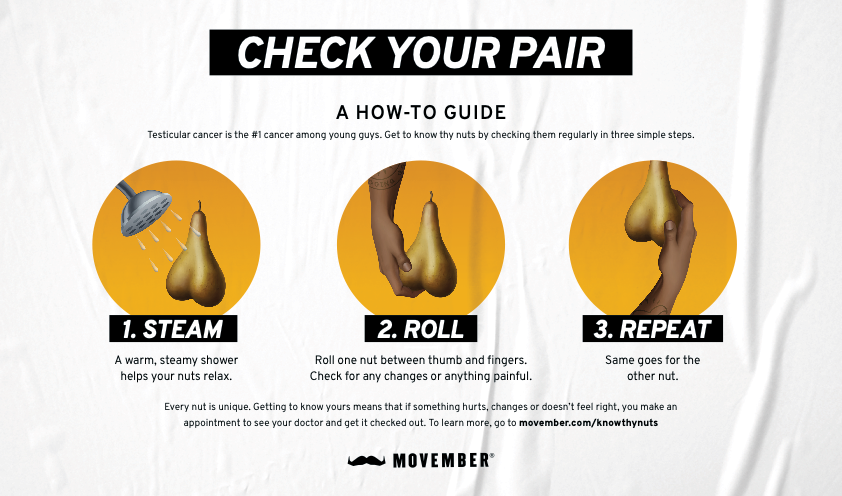 CHECK YOUR PAIR
A HOW-TO GUIDE
Testicular cancer is the #1 cancer among young guys. Get to know thy nuts by checking them regularly in three simple steps.
1. STEAM
A warm, steamy shower
helps your nuts relax.
2. ROLL
Roll one nut between thumb and fingers.
Check for any changes or anything painful.
3. REPEAT
Same goes for the
other nut.
Every nut is unique. Getting to know yours means that if something hurts, changes or doesn't feel right, you make an
appointment to see your doctor and get it checked out. To learn more, go to movember.com/knowthynuts
MOVEMBER®